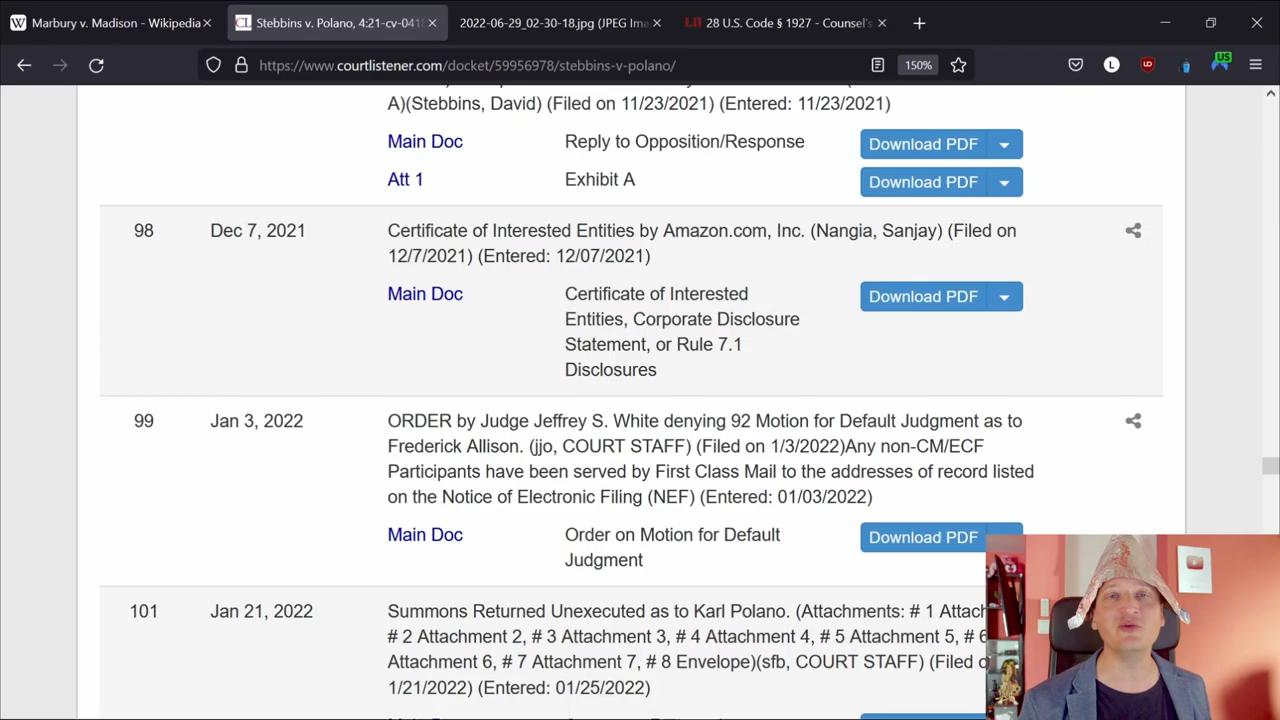 Marbury v. Madison - Wikipedia
Stebbins v. Polano, 4:21-cv-0418
2022-06-29_02-30-18.jpg (JPEG Ima
LII 28 U.S. Code § 1927 - Counsel's
https://www.courtlistener.com/docket/59956978/stebbins-v-polano/
150%
L
US
A)(Stebbins, David) (Filed on 11/23/2021) (Entered: 11/23/2021)
Main Doc Reply to Opposition/Response Download PDF
Att 1 Exhibit A Download PDF
98 Dec 7, 2021 Certificate of Interested Entities by Amazon.com, Inc. (Nangia, Sanjay) (Filed on
12/7/2021) (Entered: 12/07/2021)
Main Doc Certificate of Interested Download PDF
Entities, Corporate Disclosure
Statement, or Rule 7.1
Disclosures
99 Jan 3, 2022 ORDER by Judge Jeffrey S. White denying 92 Motion for Default Judgment as to
Frederick Allison. (jjo, COURT STAFF) (Filed on 1/3/2022)Any non-CM/ECF
Participants have been served by First Class Mail to the addresses of record listed
on the Notice of Electronic Filing (NEF) (Entered: 01/03/2022)
Main Doc Order on Motion for Default Download PDF
Judgment
101 Jan 21, 2022 Summons Returned Unexecuted as to Karl Polano. (Attachments: # 1 Attac
# 2 Attachment 2, # 3 Attachment 3, # 4 Attachment 4, # 5 Attachment 5, # 6
Attachment 6, # 7 Attachment 7, # 8 Envelope)(sfb, COURT STAFF) (Filed o
1/21/2022) (Entered: 01/25/2022)